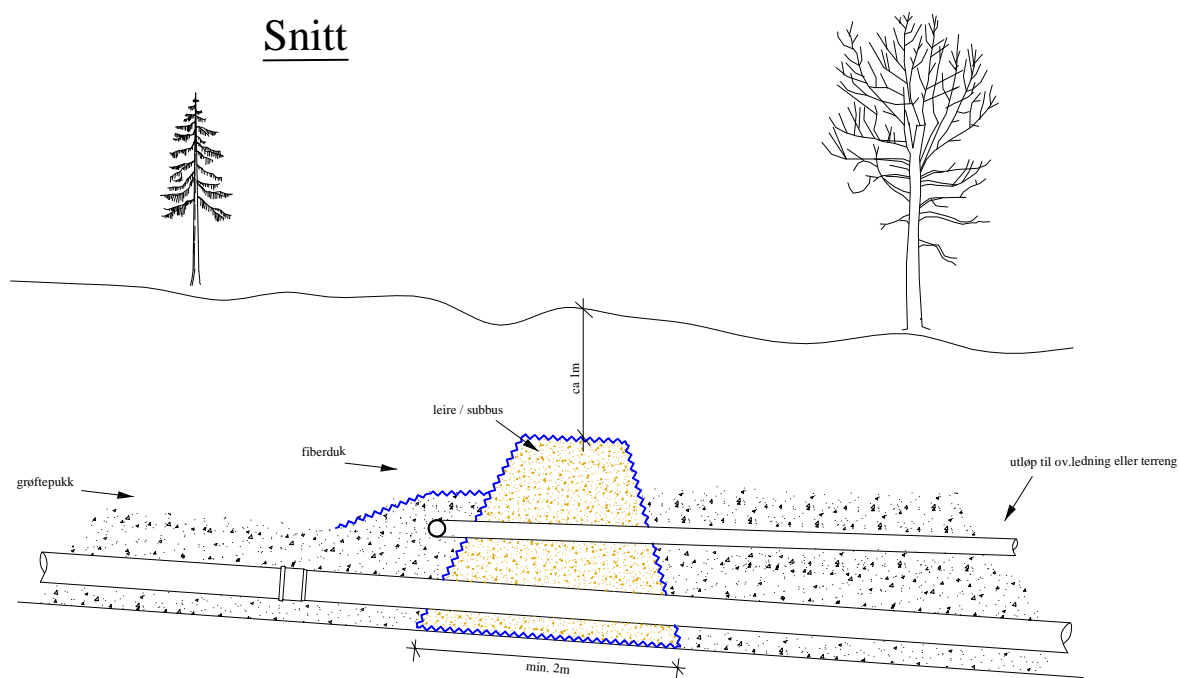 Snitt
ca 1m
leire / subbus
fiberduk
utløp til ov.ledning eller terreng
grøftepukk
min. 2m